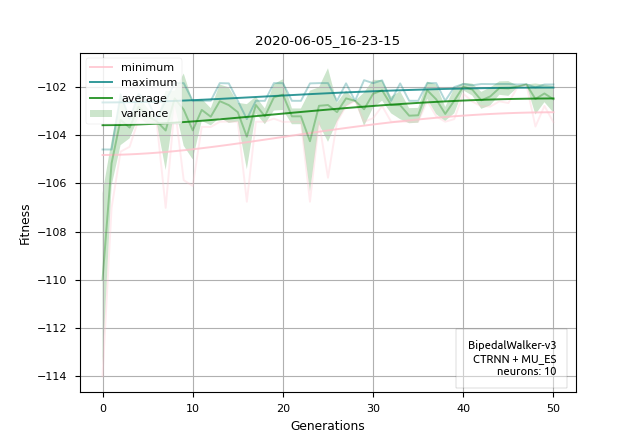 2020-06-05_16-23-15
minimum
maximum
average
variance
−102
−104
−106
−108
−110
−112
−114
Fitness
BipedalWalker-v3
CTRNN + MU_ES
neurons: 10
0 10 20 30 40 50
Generations